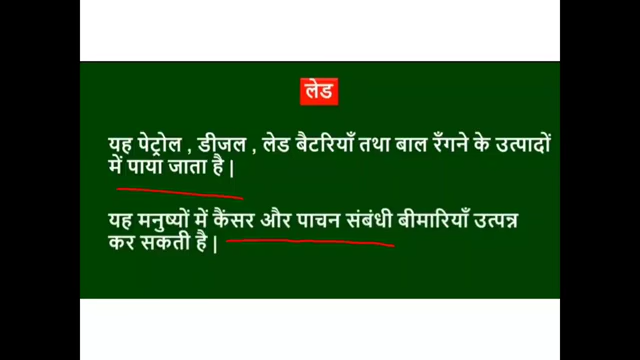 लेड
यह पेट्रोल , डीजल , लेड बैटरियाँ तथा बाल रँगने के उत्पादों
में पाया जाता है |
यह मनुष्यों में कैंसर और पाचन संबंधी बीमारियाँ उत्पन्न
कर सकती है |